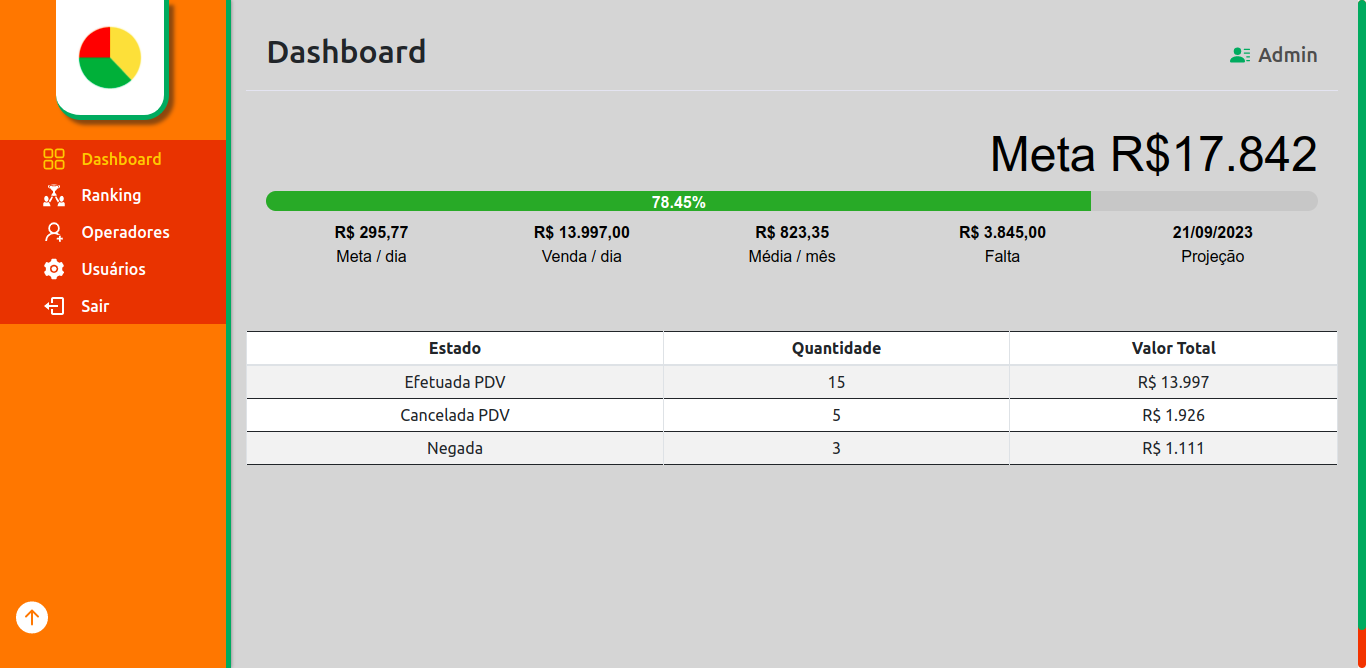 Dashboard
Admin
Dashboard
Ranking
Operadores
Usuários
Sair
Meta R$17.842
78.45%
R$ 295,77 R$ 13.997,00 R$ 823,35 R$ 3.845,00 21/09/2023
Meta / dia Venda / dia Média / mês Falta Projeção
Estado Quantidade Valor Total
Efetuada PDV 15 R$ 13.997
Cancelada PDV 5 R$ 1.926
Negada 3 R$ 1.111